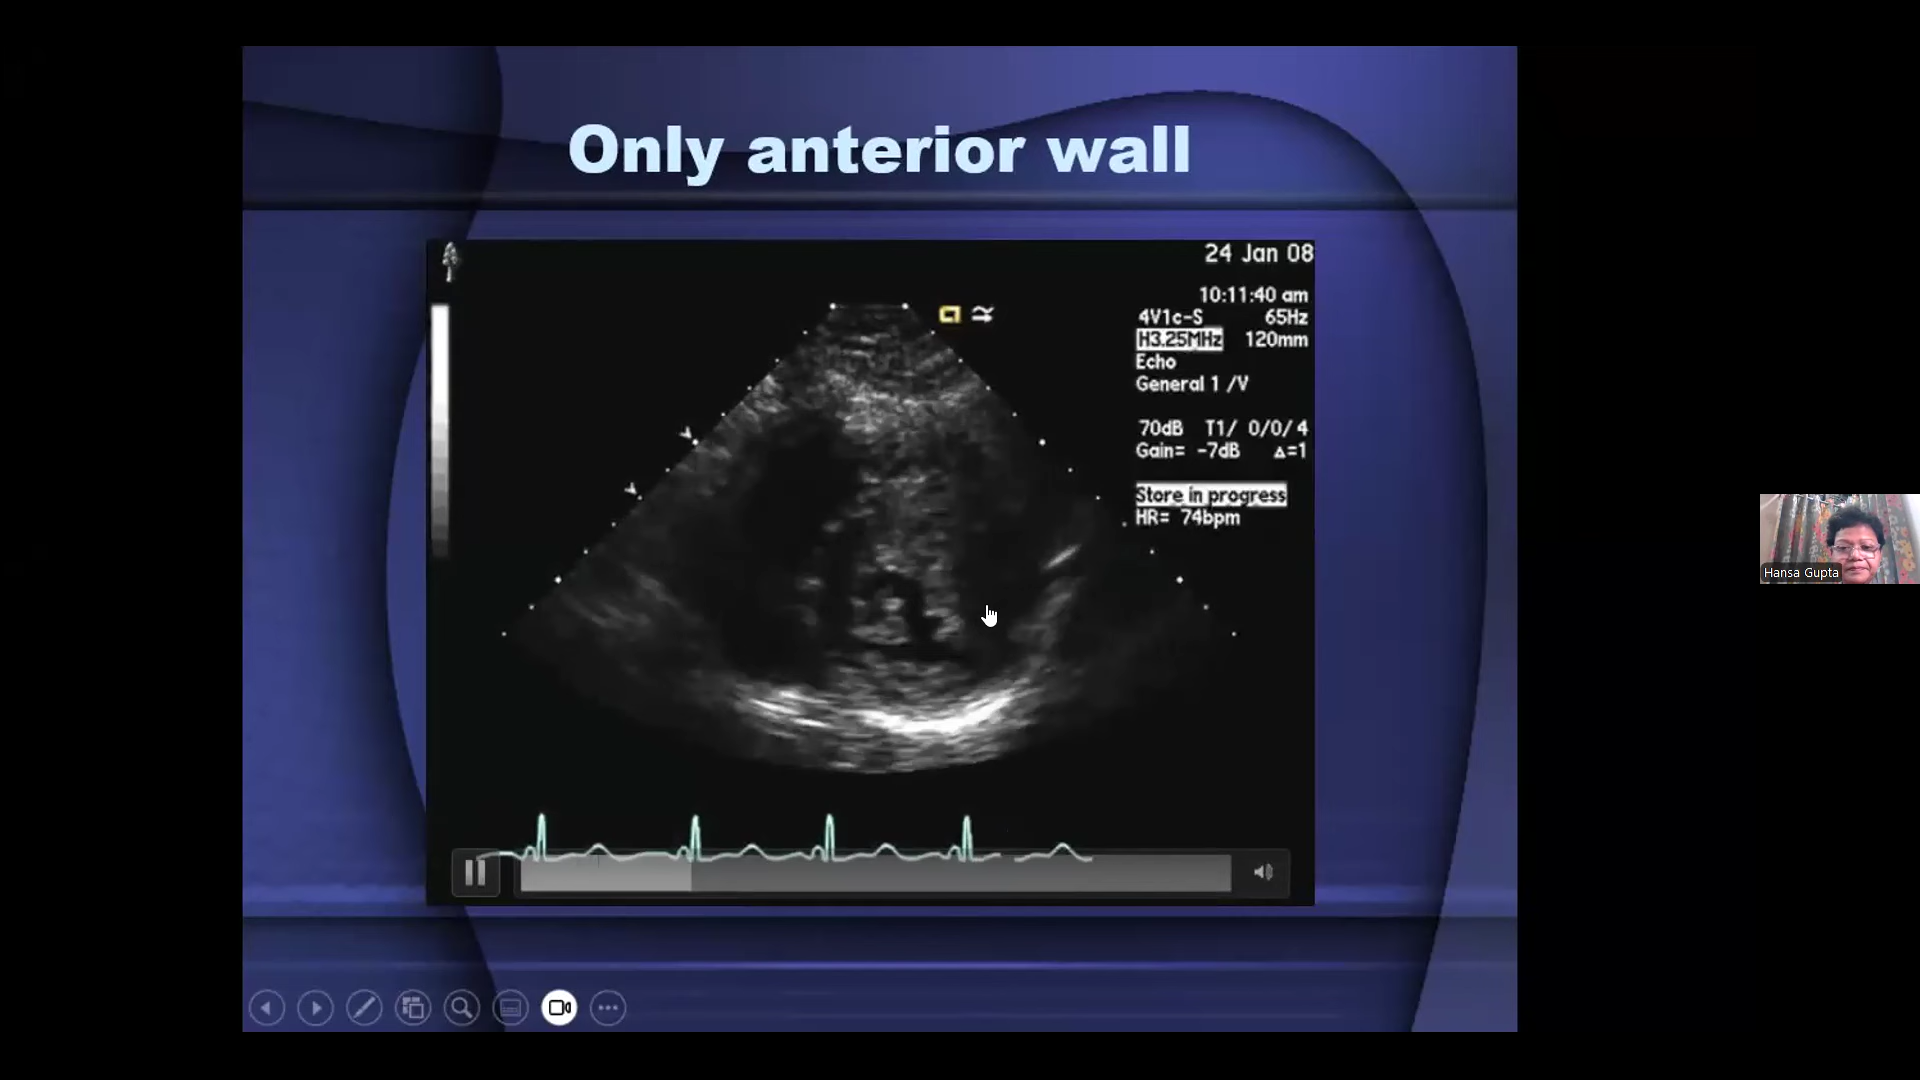 Only anterior wall
24 Jan 08
10:11:40 am
4V1c-S 65Hz
H3.25MHz 120mm
Echo
General 1 /V
70dB T1/ 0/0/4
Gain= -7dB Δ=1
Store in progress
HR= 74bpm
Hansa Gupta